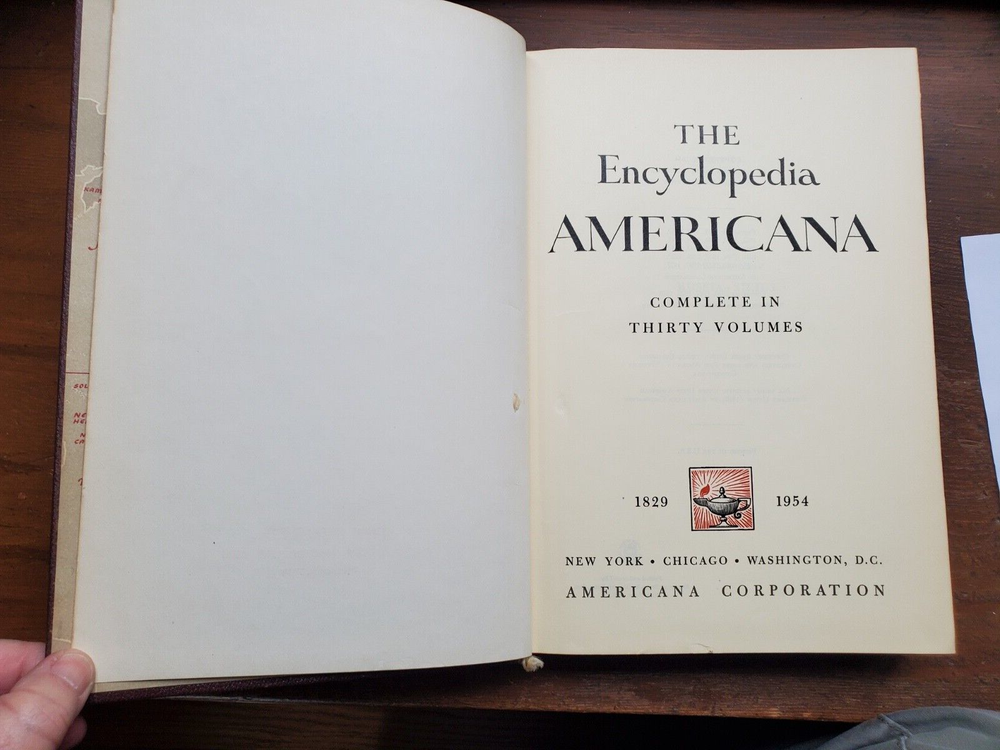 THE
Encyclopedia
AMERICANA
COMPLETE IN
THIRTY VOLUMES
1829 1954
NEW YORK • CHICAGO • WASHINGTON, D.C.
AMERICANA CORPORATION